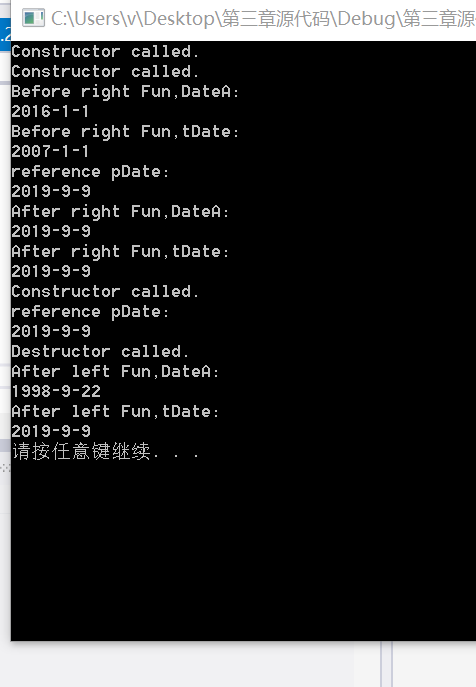 C:\Users\v\Desktop\第三章源代码\Debug\第三章源
.2
Constructor called.
Constructor called.
Before right Fun,DateA:
2016-1-1
Before right Fun,tDate:
2007-1-1
reference pDate:
2019-9-9
After right Fun,DateA:
2019-9-9
After right Fun,tDate:
2019-9-9
Constructor called.
reference pDate:
2019-9-9
Destructor called.
After left Fun,DateA:
1998-9-22
After left Fun,tDate:
2019-9-9
请按任意键继续. . .